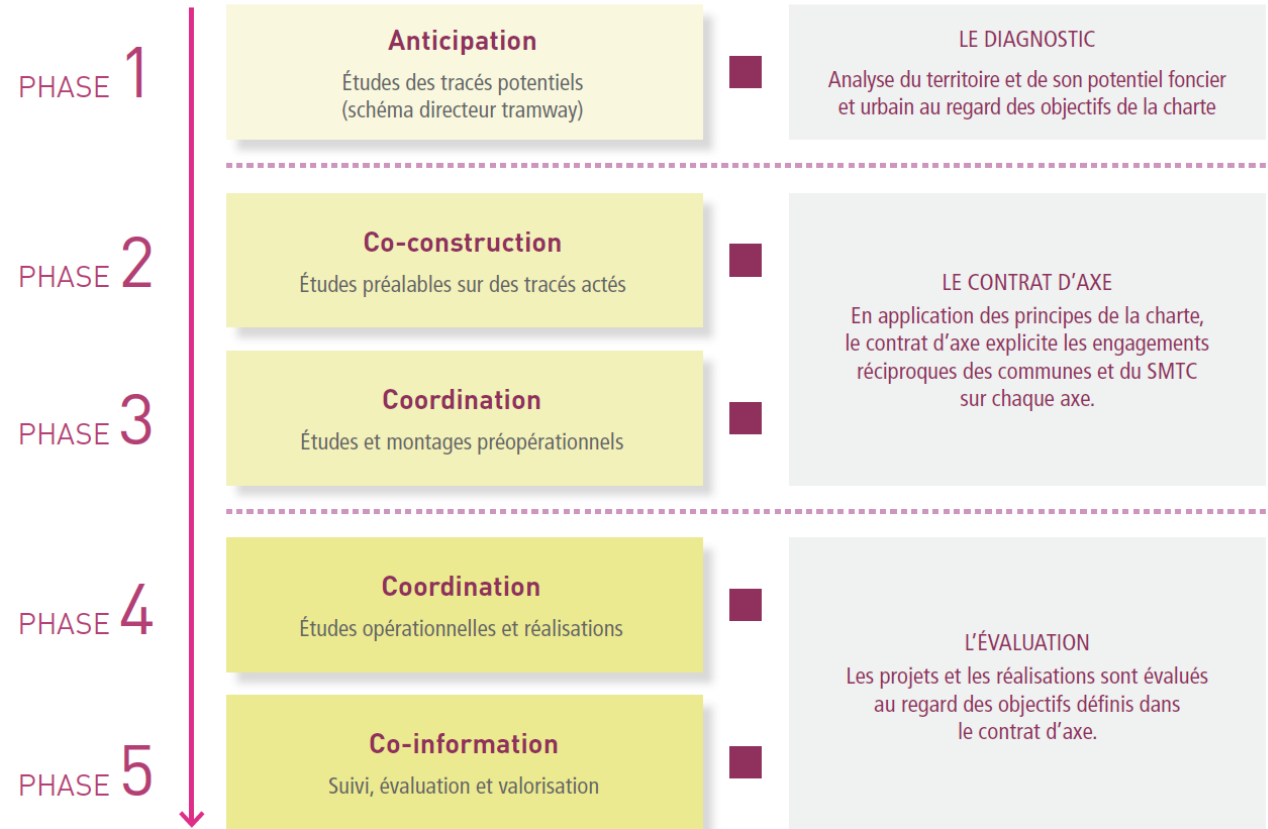 PHASE 1
Anticipation
Études des tracés potentiels
(schéma directeur tramway)
LE DIAGNOSTIC
Analyse du territoire et de son potentiel foncier
et urbain au regard des objectifs de la charte
PHASE 2
Co-construction
Études préalables sur des tracés actés
PHASE 3
Coordination
Études et montages préopérationnels
LE CONTRAT D’AXE
En application des principes de la charte,
le contrat d’axe explicite les engagements
réciproques des communes et du SMTC
sur chaque axe.
PHASE 4
Coordination
Études opérationnelles et réalisations
PHASE 5
Co-information
Suivi, évaluation et valorisation
L’ÉVALUATION
Les projets et les réalisations sont évalués
au regard des objectifs définis dans
le contrat d’axe.